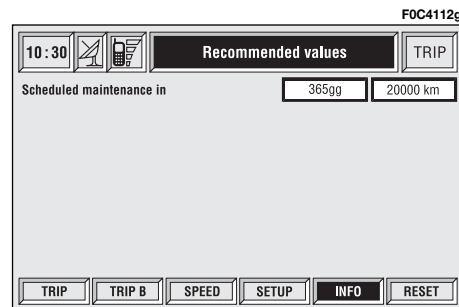 F0C4112g
10:30 Recommended values TRIP
Scheduled maintenance in 365gg 20000 km
TRIP TRIP B SPEED SETUP INFO RESET